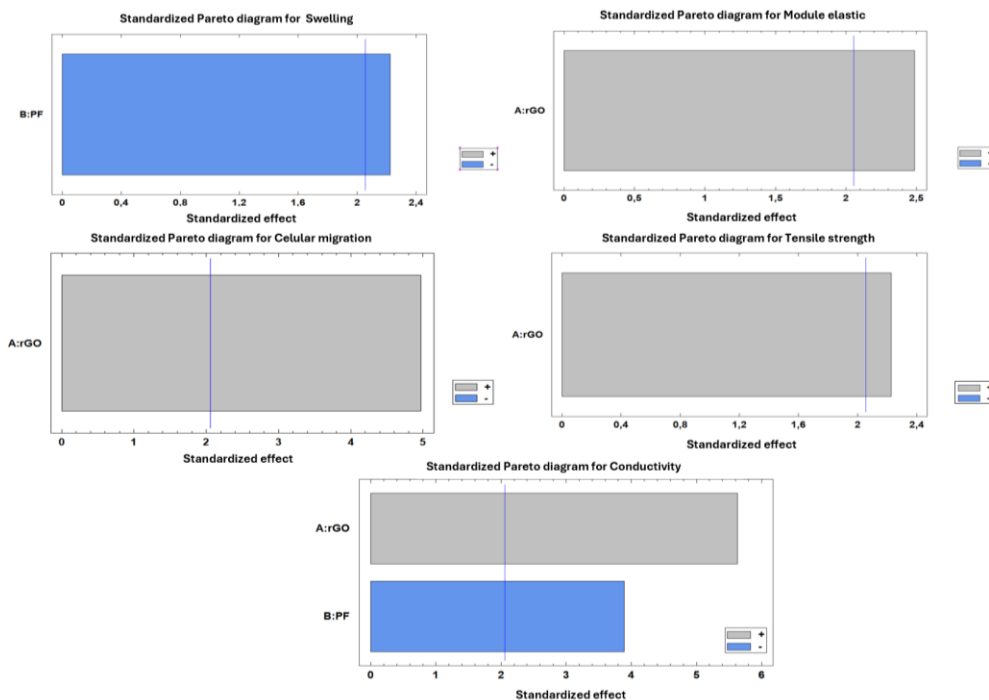 Standardized Pareto diagram for Swelling
B:PF
0 0,4 0,8 1,2 1,6 2 2,4
Standardized effect
+
-
Standardized Pareto diagram for Module elastic
A:rGO
0 0,5 1 1,5 2 2,5
Standardized effect
-
Standardized Pareto diagram for Celular migration
A:rGO
0 1 2 3 4 5
Standardized effect
+
-
Standardized Pareto diagram for Tensile strength
A:rGO
0 0,4 0,8 1,2 1,6 2 2,4
Standardized effect
-
Standardized Pareto diagram for Conductivity
A:rGO
B:PF
0 1 2 3 4 5 6
Standardized effect
+
-